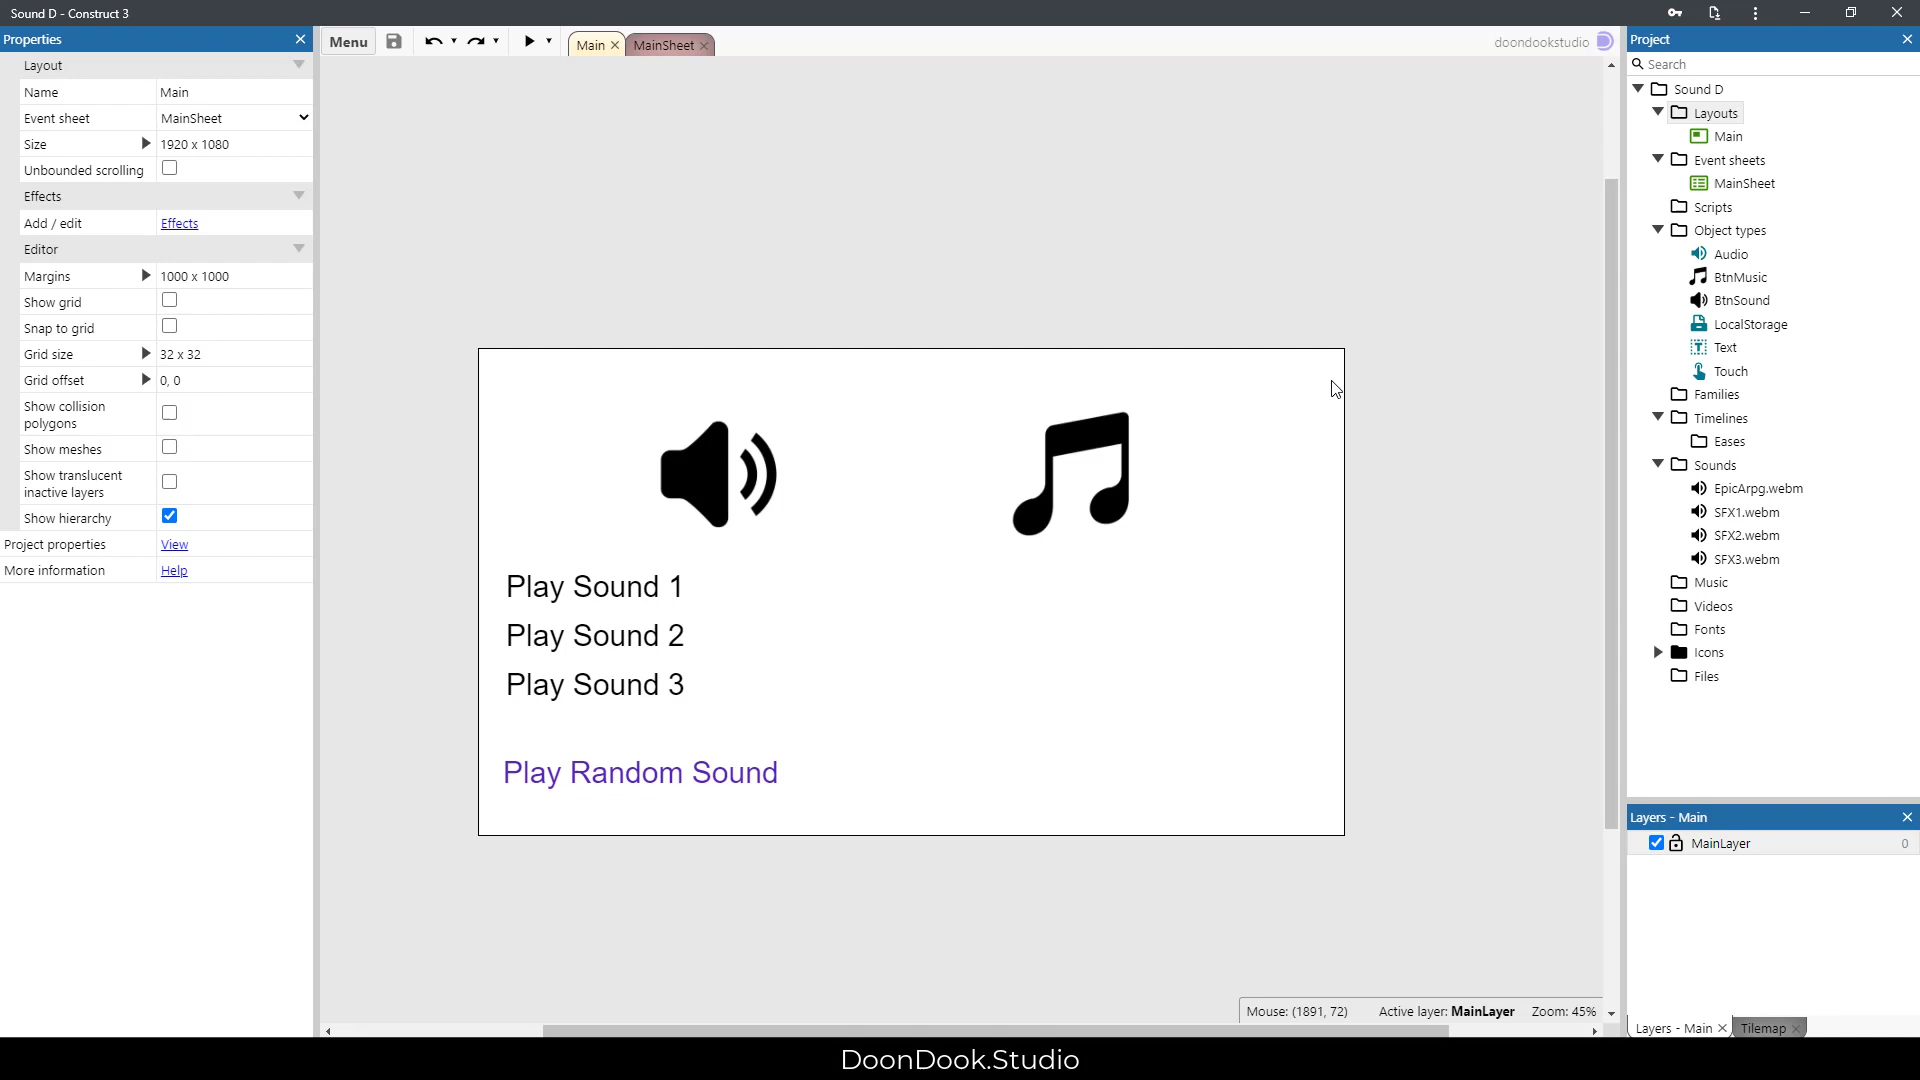 Sound D - Construct 3
Properties
Layout
Name Main
Event sheet MainSheet
Size 1920 x 1080
Unbounded scrolling
Effects
Add / edit Effects
Editor
Margins 1000 x 1000
Show grid
Snap to grid
Grid size 32 x 32
Grid offset 0, 0
Show collision
polygons
Show meshes
Show translucent
inactive layers
Show hierarchy
Project properties View
More information Help
Menu
Main
MainSheet
doondookstudio
Play Sound 1
Play Sound 2
Play Sound 3
Play Random Sound
Mouse: (1891, 72) Active layer: MainLayer Zoom: 45%
Project
Search
Sound D
Layouts
Main
Event sheets
MainSheet
Scripts
Object types
Audio
BtnMusic
BtnSound
LocalStorage
Text
Touch
Families
Timelines
Eases
Sounds
EpicArpg.webm
SFX1.webm
SFX2.webm
SFX3.webm
Music
Videos
Fonts
Icons
Files
Layers - Main
MainLayer 0
Layers - Main
Tilemap
DoonDook.Studio